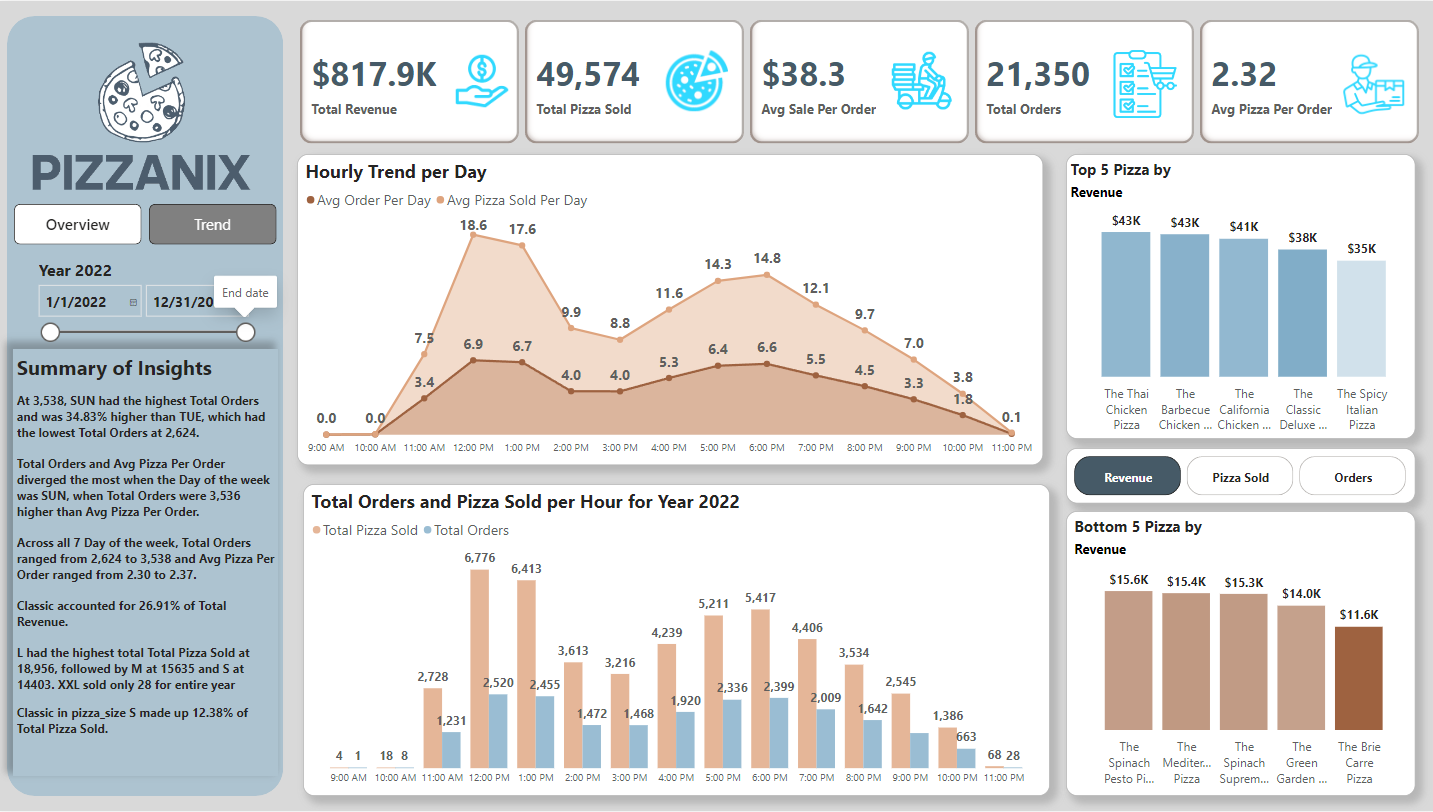 PIZZANIX
Overview
Trend
Year 2022
1/1/2022
12/31/20
End date
Summary of Insights
At 3,538, SUN had the highest Total Orders
and was 34.83% higher than TUE, which had
the lowest Total Orders at 2,624.
Total Orders and Avg Pizza Per Order
diverged the most when the Day of the week
was SUN, when Total Orders were 3,536
higher than Avg Pizza Per Order.
Across all 7 Day of the week, Total Orders
ranged from 2,624 to 3,538 and Avg Pizza Per
Order ranged from 2.30 to 2.37.
Classic accounted for 26.91% of Total
Revenue.
L had the highest total Total Pizza Sold at
18,956, followed by M at 15635 and S at
14403. XXL sold only 28 for entire year
Classic in pizza_size S made up 12.38% of
Total Pizza Sold.
$817.9K
Total Revenue
49,574
Total Pizza Sold
$38.3
Avg Sale Per Order
21,350
Total Orders
2.32
Avg Pizza Per Order
Hourly Trend per Day
Avg Order Per Day Avg Pizza Sold Per Day
0.0 0.0 7.5 18.6 17.6 9.9 8.8 11.6 14.3 14.8 12.1 9.7 7.0 3.8 0.1
3.4 6.9 6.7 4.0 4.0 5.3 6.4 6.6 5.5 4.5 3.3 1.8
9:00 AM 10:00 AM 11:00 AM 12:00 PM 1:00 PM 2:00 PM 3:00 PM 4:00 PM 5:00 PM 6:00 PM 7:00 PM 8:00 PM 9:00 PM 10:00 PM 11:00 PM
Total Orders and Pizza Sold per Hour for Year 2022
Total Pizza Sold Total Orders
4 18 2,728 6,776 6,413 3,613 3,216 4,239 5,211 5,417 4,406 3,534 2,545 1,386 68
1 8 1,231 2,520 2,455 1,472 1,468 1,920 2,336 2,399 2,009 1,642 663 28
9:00 AM 10:00 AM 11:00 AM 12:00 PM 1:00 PM 2:00 PM 3:00 PM 4:00 PM 5:00 PM 6:00 PM 7:00 PM 8:00 PM 9:00 PM 10:00 PM 11:00 PM
Top 5 Pizza by
Revenue
$43K $43K $41K $38K $35K
The Thai The The The The Spicy
Chicken Barbecue California Classic Italian
Pizza Chicken ... Chicken ... Deluxe ... Pizza
Revenue
Pizza Sold
Orders
Bottom 5 Pizza by
Revenue
$15.6K $15.4K $15.3K $14.0K $11.6K
The The The The The Brie
Spinach Mediter... Spinach Green Carre
Pesto Pi... Pizza Suprem... Garden ... Pizza